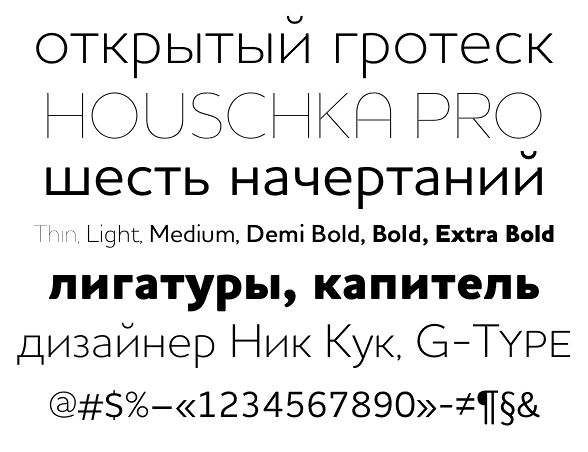 открытый гротеск
HOUSCHKA PRO
шесть начертаний
Thin, Light, Medium, Demi Bold, Bold, Extra Bold
лигатуры, капитель
дизайнер Ник Кук, G-TYPE
@#$%–«1234567890»-≠¶§&